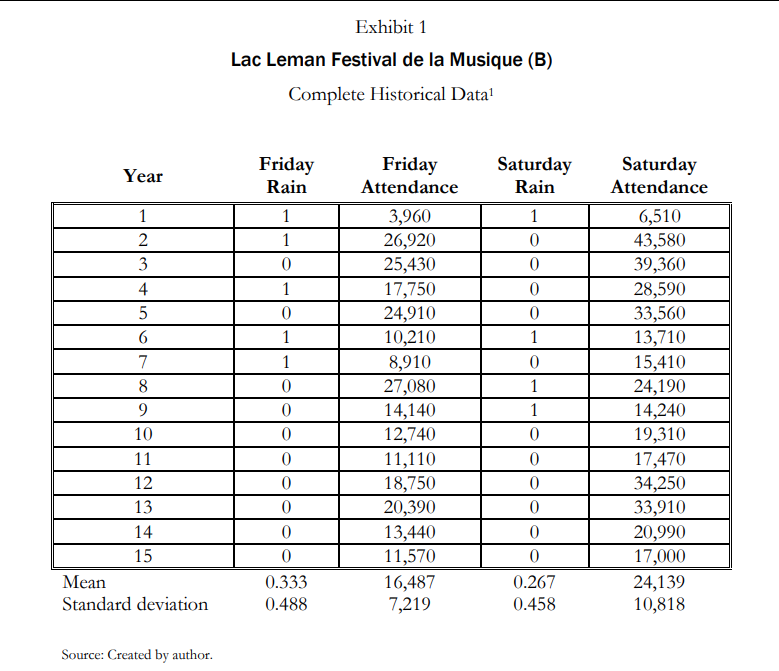 Exhibit 1
Lac Leman Festival de la Musique (B)
Complete Historical Data¹
Year Friday Rain Friday Attendance Saturday Rain Saturday Attendance
1 1 3,960 1 6,510
2 1 26,920 0 43,580
3 0 25,430 0 39,360
4 1 17,750 0 28,590
5 0 24,910 0 33,560
6 1 10,210 1 13,710
7 1 8,910 0 15,410
8 0 27,080 1 24,190
9 0 14,140 1 14,240
10 0 12,740 0 19,310
11 0 11,110 0 17,470
12 0 18,750 0 34,250
13 0 20,390 0 33,910
14 0 13,440 0 20,990
15 0 11,570 0 17,000
Mean 0.333 16,487 0.267 24,139
Standard deviation 0.488 7,219 0.458 10,818
Source: Created by author.